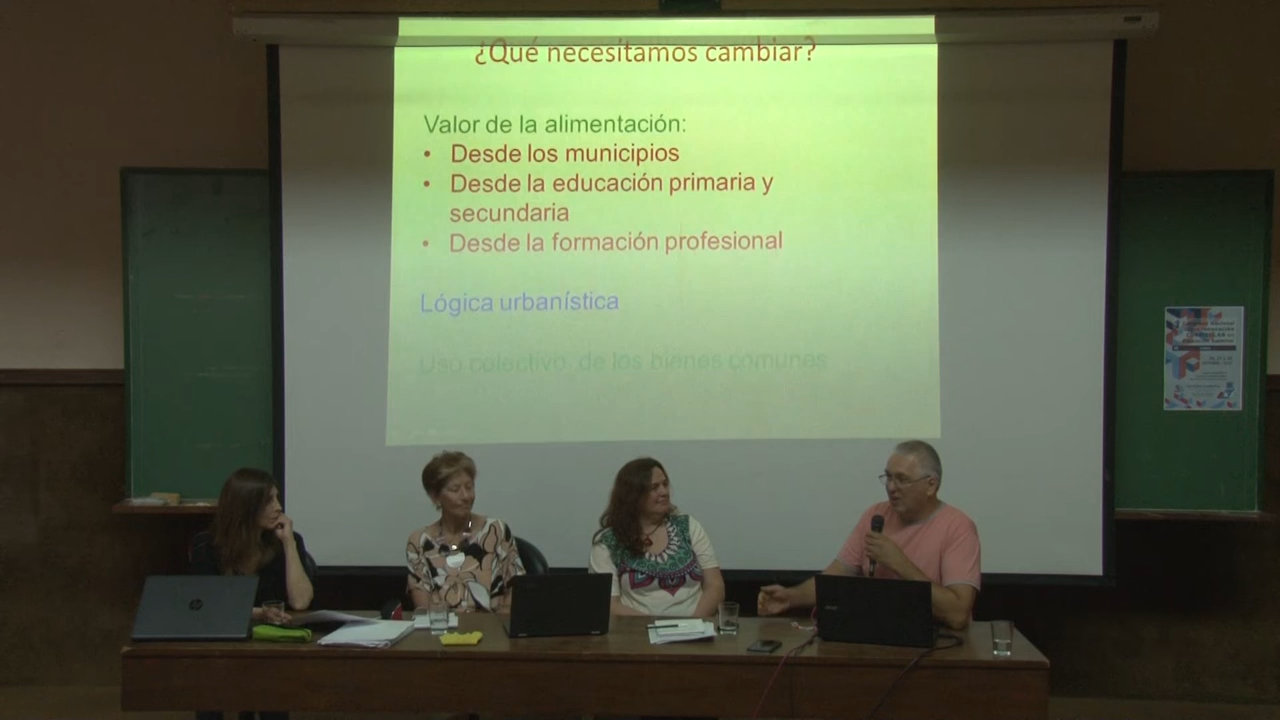 ¿Qué necesitamos cambiar?
Valor de la alimentación:
• Desde los municipios
• Desde la educación primaria y
secundaria
• Desde la formación profesional
Lógica urbanística
Uso colectivo de los bienes comunes
hp